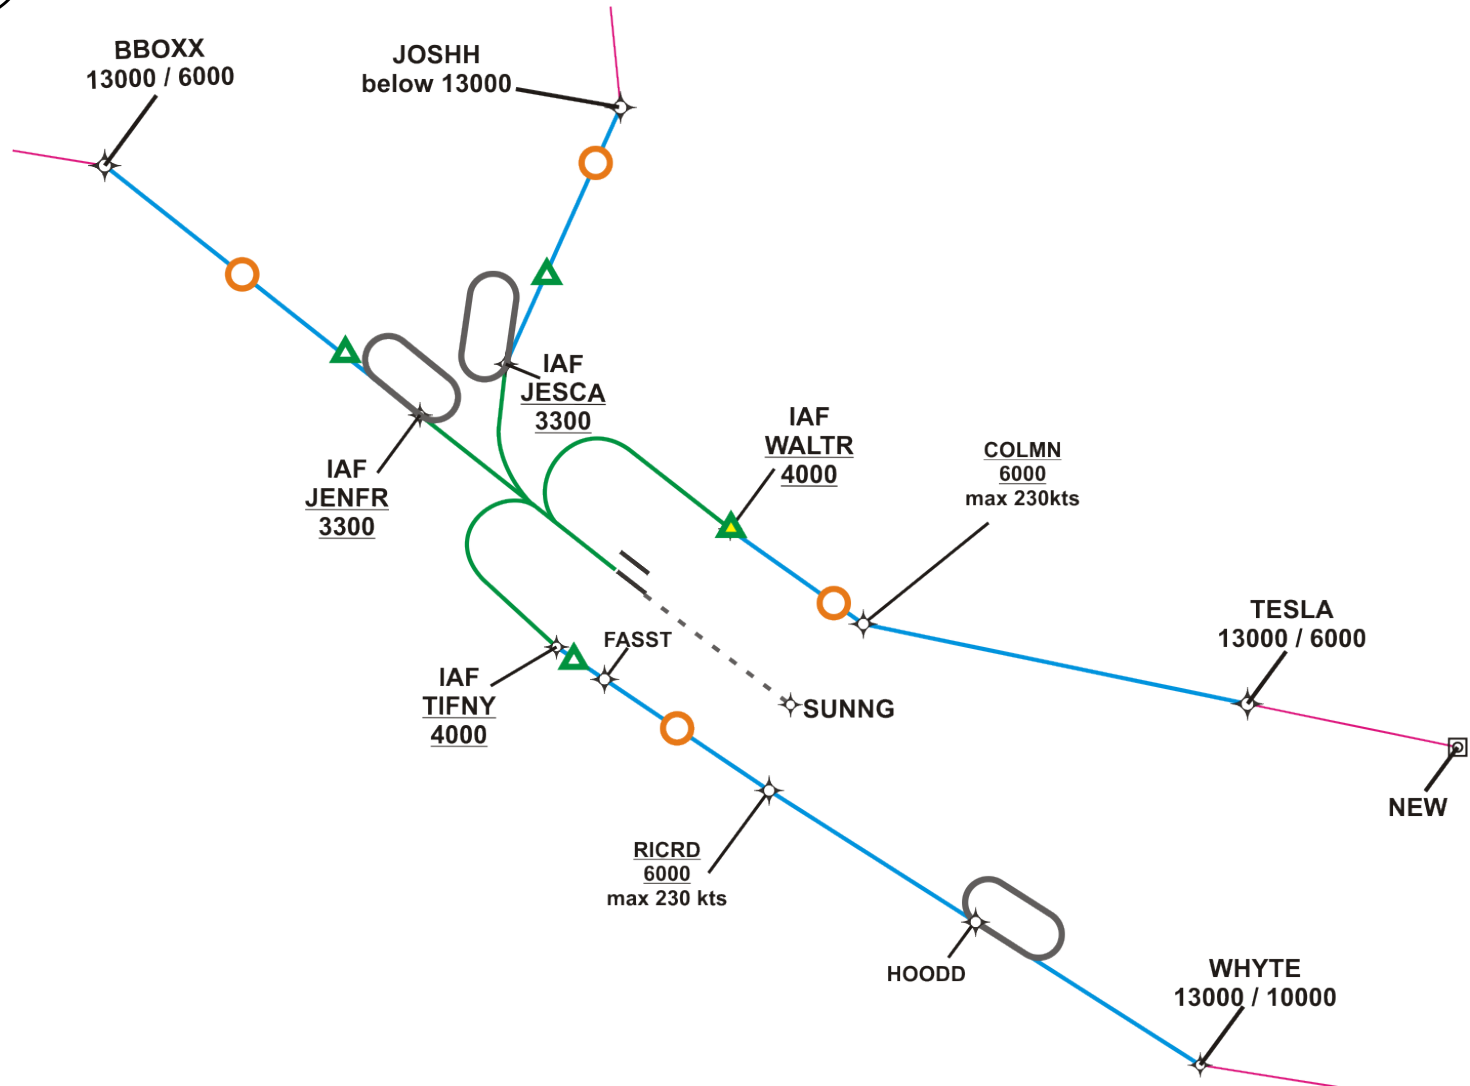 BBOXX
13000 / 6000
JOSHH
below 13000
IAF
JESCA
3300
IAF
WALTR
4000
COLMN
6000
max 230kts
IAF
JENFR
3300
TESLA
13000 / 6000
FASST
IAF
TIFNY
4000
SUNNG
NEW
RICRD
6000
max 230 kts
HOODD
WHYTE
13000 / 10000